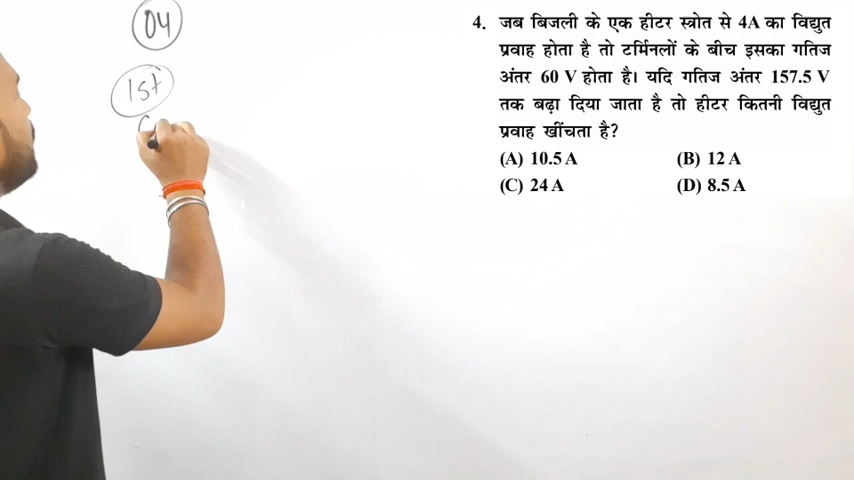 04
1st
4. जब बिजली के एक हीटर स्त्रोत से 4A का विद्युत
प्रवाह होता है तो टर्मिनलों के बीच इसका गतिज
अंतर 60 V होता है। यदि गतिज अंतर 157.5 V
तक बढ़ा दिया जाता है तो हीटर कितनी विद्युत
प्रवाह खींचता है?
(A) 10.5 A (B) 12 A
(C) 24 A (D) 8.5 A